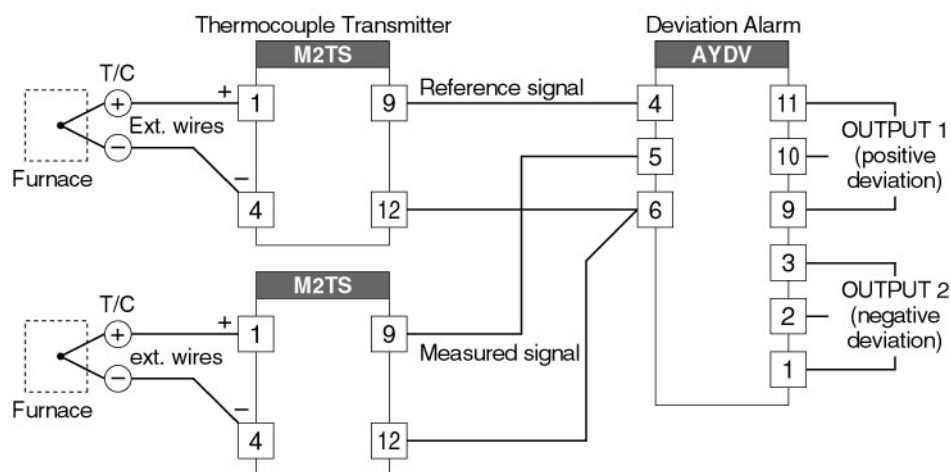 Thermocouple Transmitter
Deviation Alarm
M2TS
AYDV
T/C
+
+
1
9
Reference signal
4
11
Ext. wires
−
5
10
OUTPUT 1
(positive
deviation)
Furnace
−
4
12
6
9
M2TS
3
T/C
+
+
1
9
Measured signal
2
OUTPUT 2
(negative
deviation)
ext. wires
−
1
Furnace
−
4
12